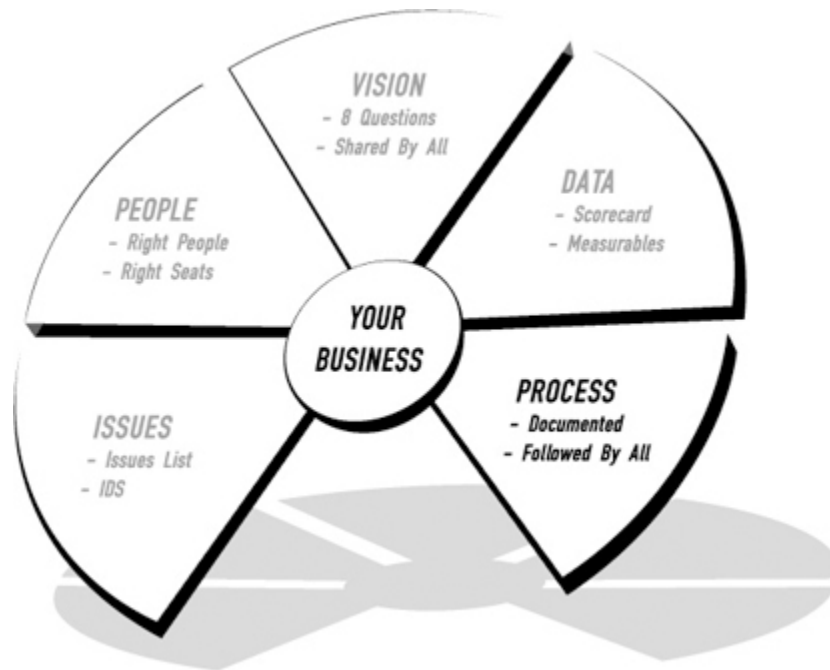 VISION
- 8 Questions
- Shared By All
DATA
- Scorecard
- Measurables
PEOPLE
- Right People
- Right Seats
YOUR
BUSINESS
PROCESS
- Documented
- Followed By All
ISSUES
- Issues List
- IDS